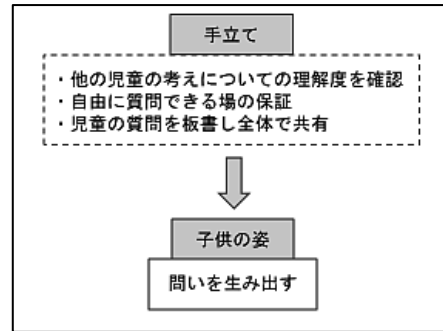 手立て
・他の児童の考えについての理解度を確認
・自由に質問できる場の保証
・児童の質問を板書し全体で共有
子供の姿
問いを生み出す